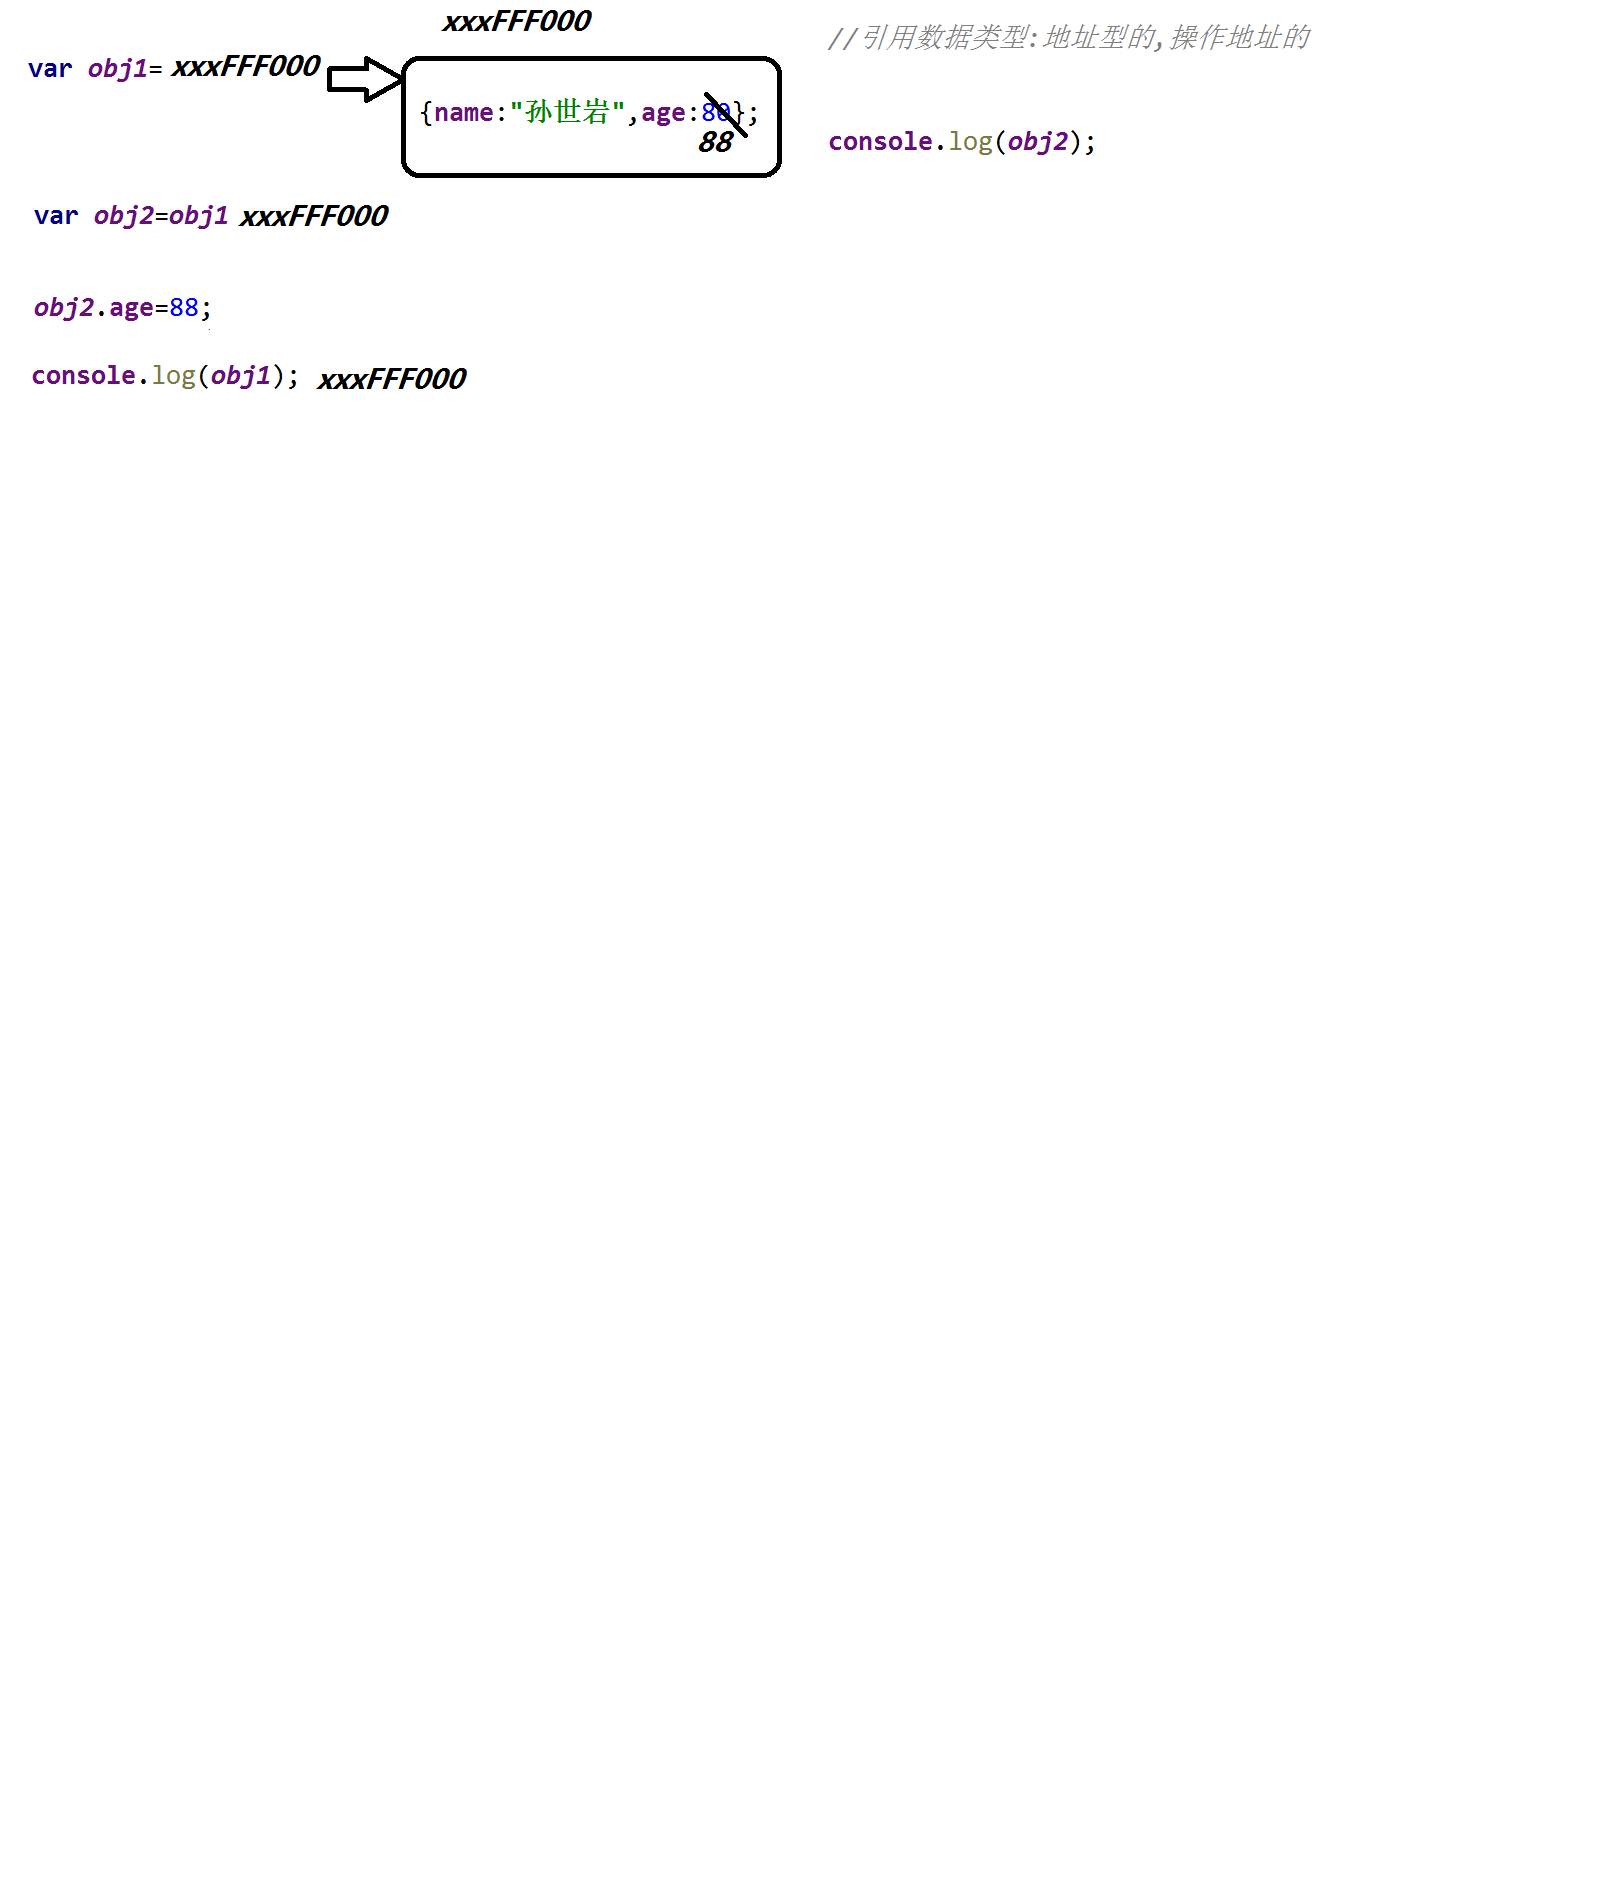 xxxFFF000
//引用数据类型:地址型的,操作地址的
var obj1= xxxFFF000
{name:"孙世岩",age:80};
88
console.log(obj2);
var obj2=obj1 xxxFFF000
obj2.age=88;
console.log(obj1); xxxFFF000